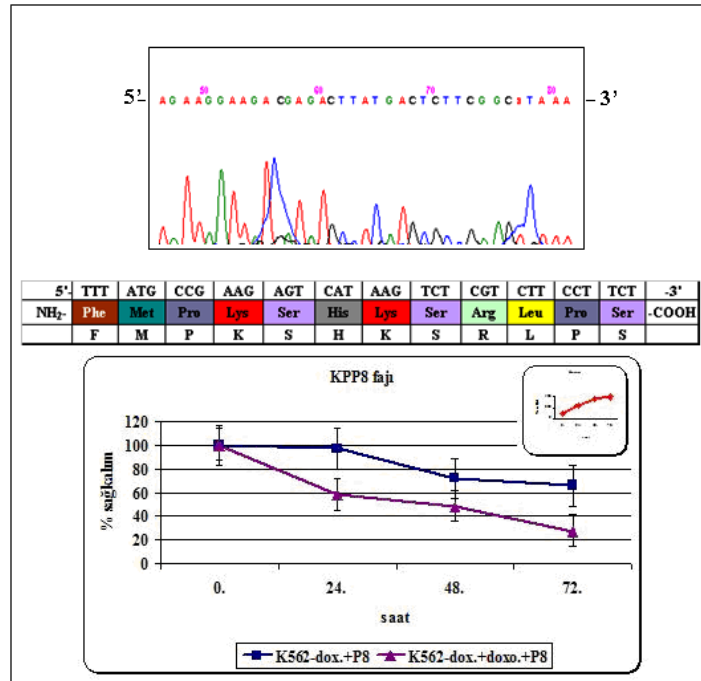 50 60 70 80
5'- AGAAGGAAGACGAGACTTATGACTCTTCGGCaTAAA -3'
5'- TTT ATG CCG AAG AGT CAT AAG TCT CGT CTT CCT TCT -3'
NH₂- Phe Met Pro Lys Ser His Lys Ser Arg Leu Pro Ser -COOH
F M P K S H K S R L P S
KPP8 fajı
120
100
80
60
40
20
0
% sağkalım
0. 24. 48. 72.
saat
K562-dox.+P8 K562-dox.+doxo.+P8